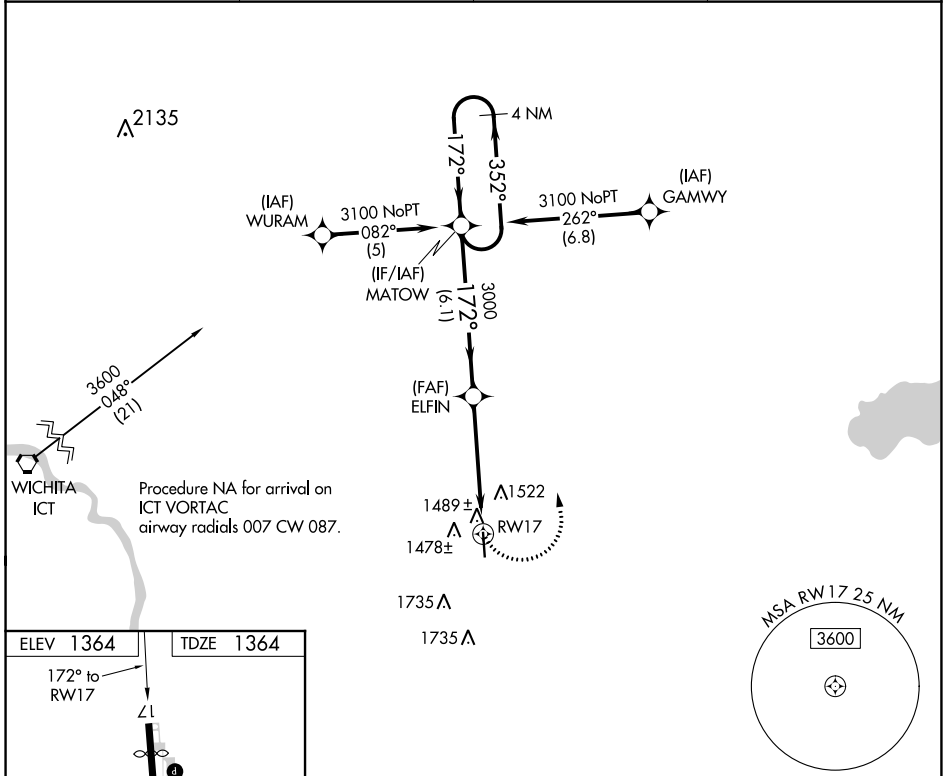 2135
4 NM
172°
352°
(IAF)
WURAM
3100 NoPT
082°
(5)
3100 NoPT
262°
(6.8)
(IAF)
GAMWY
(IF/IAF)
MATOW
3000
172°
(6.1)
3600
048°
(21)
(FAF)
ELFIN
WICHITA
ICT
Procedure NA for arrival on
ICT VORTAC
airway radials 007 CW 087.
1522
1489±
RW17
1478±
1735
1735
MSA RW17 25 NM
3600
ELEV 1364
TDZE 1364
172° to
RW17
17
P